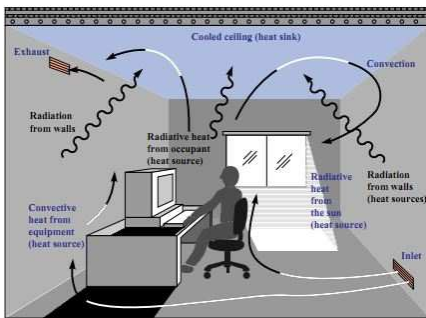 Cooled ceiling (heat sink)
Exhaust
Convection
Radiation
from walls
Radiative heat
from occupant
(heat source)
Radiation
from walls
(heat sources)
Radiative
heat
from
the sun
(heat source)
Convective
heat from
equipment
(heat source)
Inlet